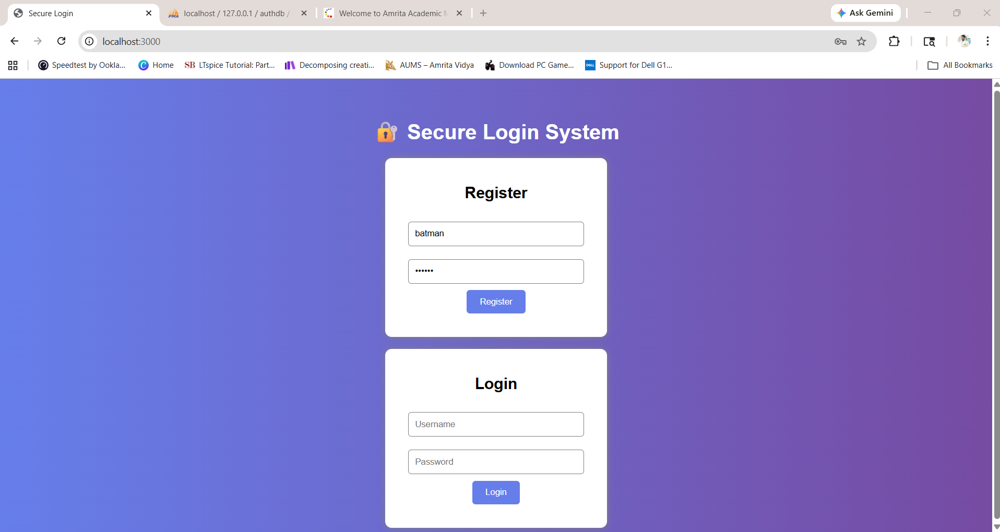 Secure Login
localhost / 127.0.0.1 / authdb /
Welcome to Amrita Academic
Ask Gemini
localhost:3000
Speedtest by Ookla...
Home
SB LTspice Tutorial: Part...
Decomposing creati...
AUMS – Amrita Vidya
Download PC Game...
DELL Support for Dell G1...
All Bookmarks
Secure Login System
Register
batman
••••••
Register
Login
Username
Password
Login